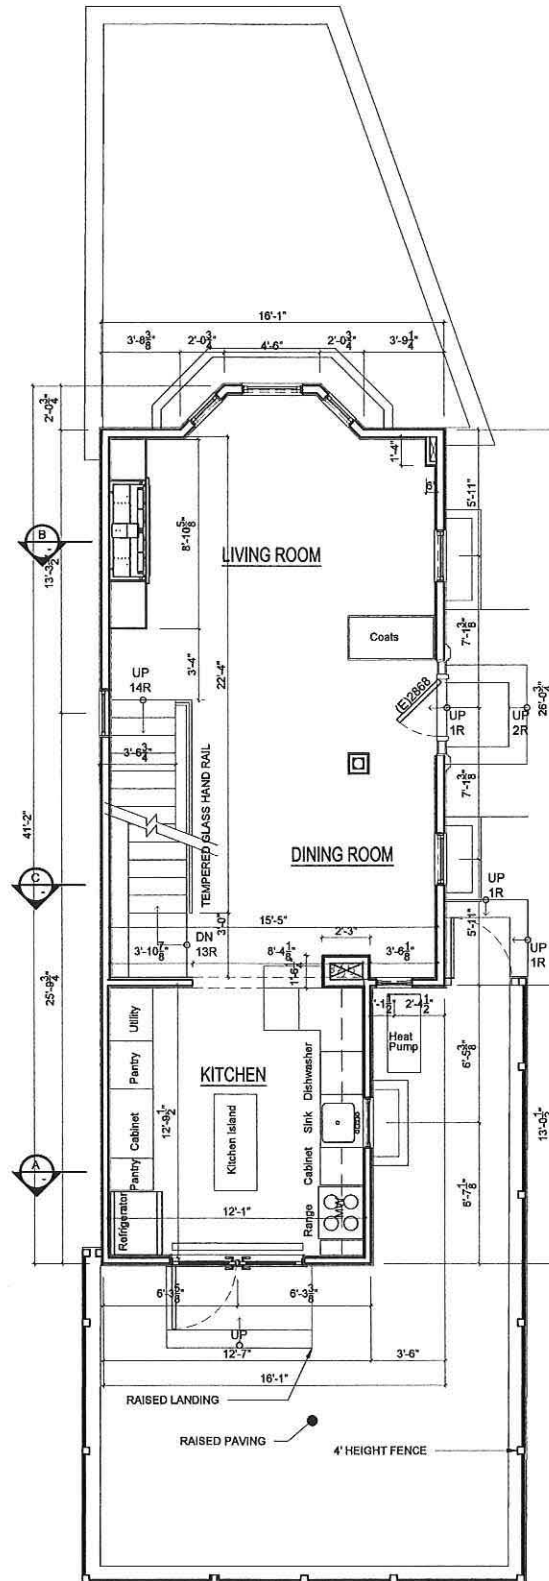 16'-1"
3'-8 3/8"
2'-0 3/4"
4'-6"
2'-0 3/4"
3'-9 1/4"
2'-0 3/4"
1'-4"
5'-11"
B
13'-3 1/2"
8'-10 5/8"
LIVING ROOM
7'-1 3/8"
Coats
3'-4"
22'-4"
UP
14R
(E)2868
26'-0 3/4"
UP
1R
UP
2R
3'-6 3/4"
TEMPERED GLASS HAND RAIL
7'-1 3/8"
41'-2"
DINING ROOM
C
UP
1R
5'-11"
15'-5"
3'-0"
2'-3"
3'-10 7/8"
DN
13R
8'-4 1/8"
3'-6 1/8"
UP
1R
25'-9 3/4"
1'-6 1/4"
2'-4 1/2"
Utility
Heat
Pump
6'-5 3/8"
Pantry
KITCHEN
Dishwasher
Cabinet
12'-9 1/2"
Kitchen Island
Sink
13'-0 1/2"
A
Pantry
Cabinet
6'-7 1/8"
Refrigerator
12'-1"
Range
MW
6'-3 5/8"
6'-3 3/8"
UP
12'-7"
3'-6"
16'-1"
RAISED LANDING
RAISED PAVING
4' HEIGHT FENCE